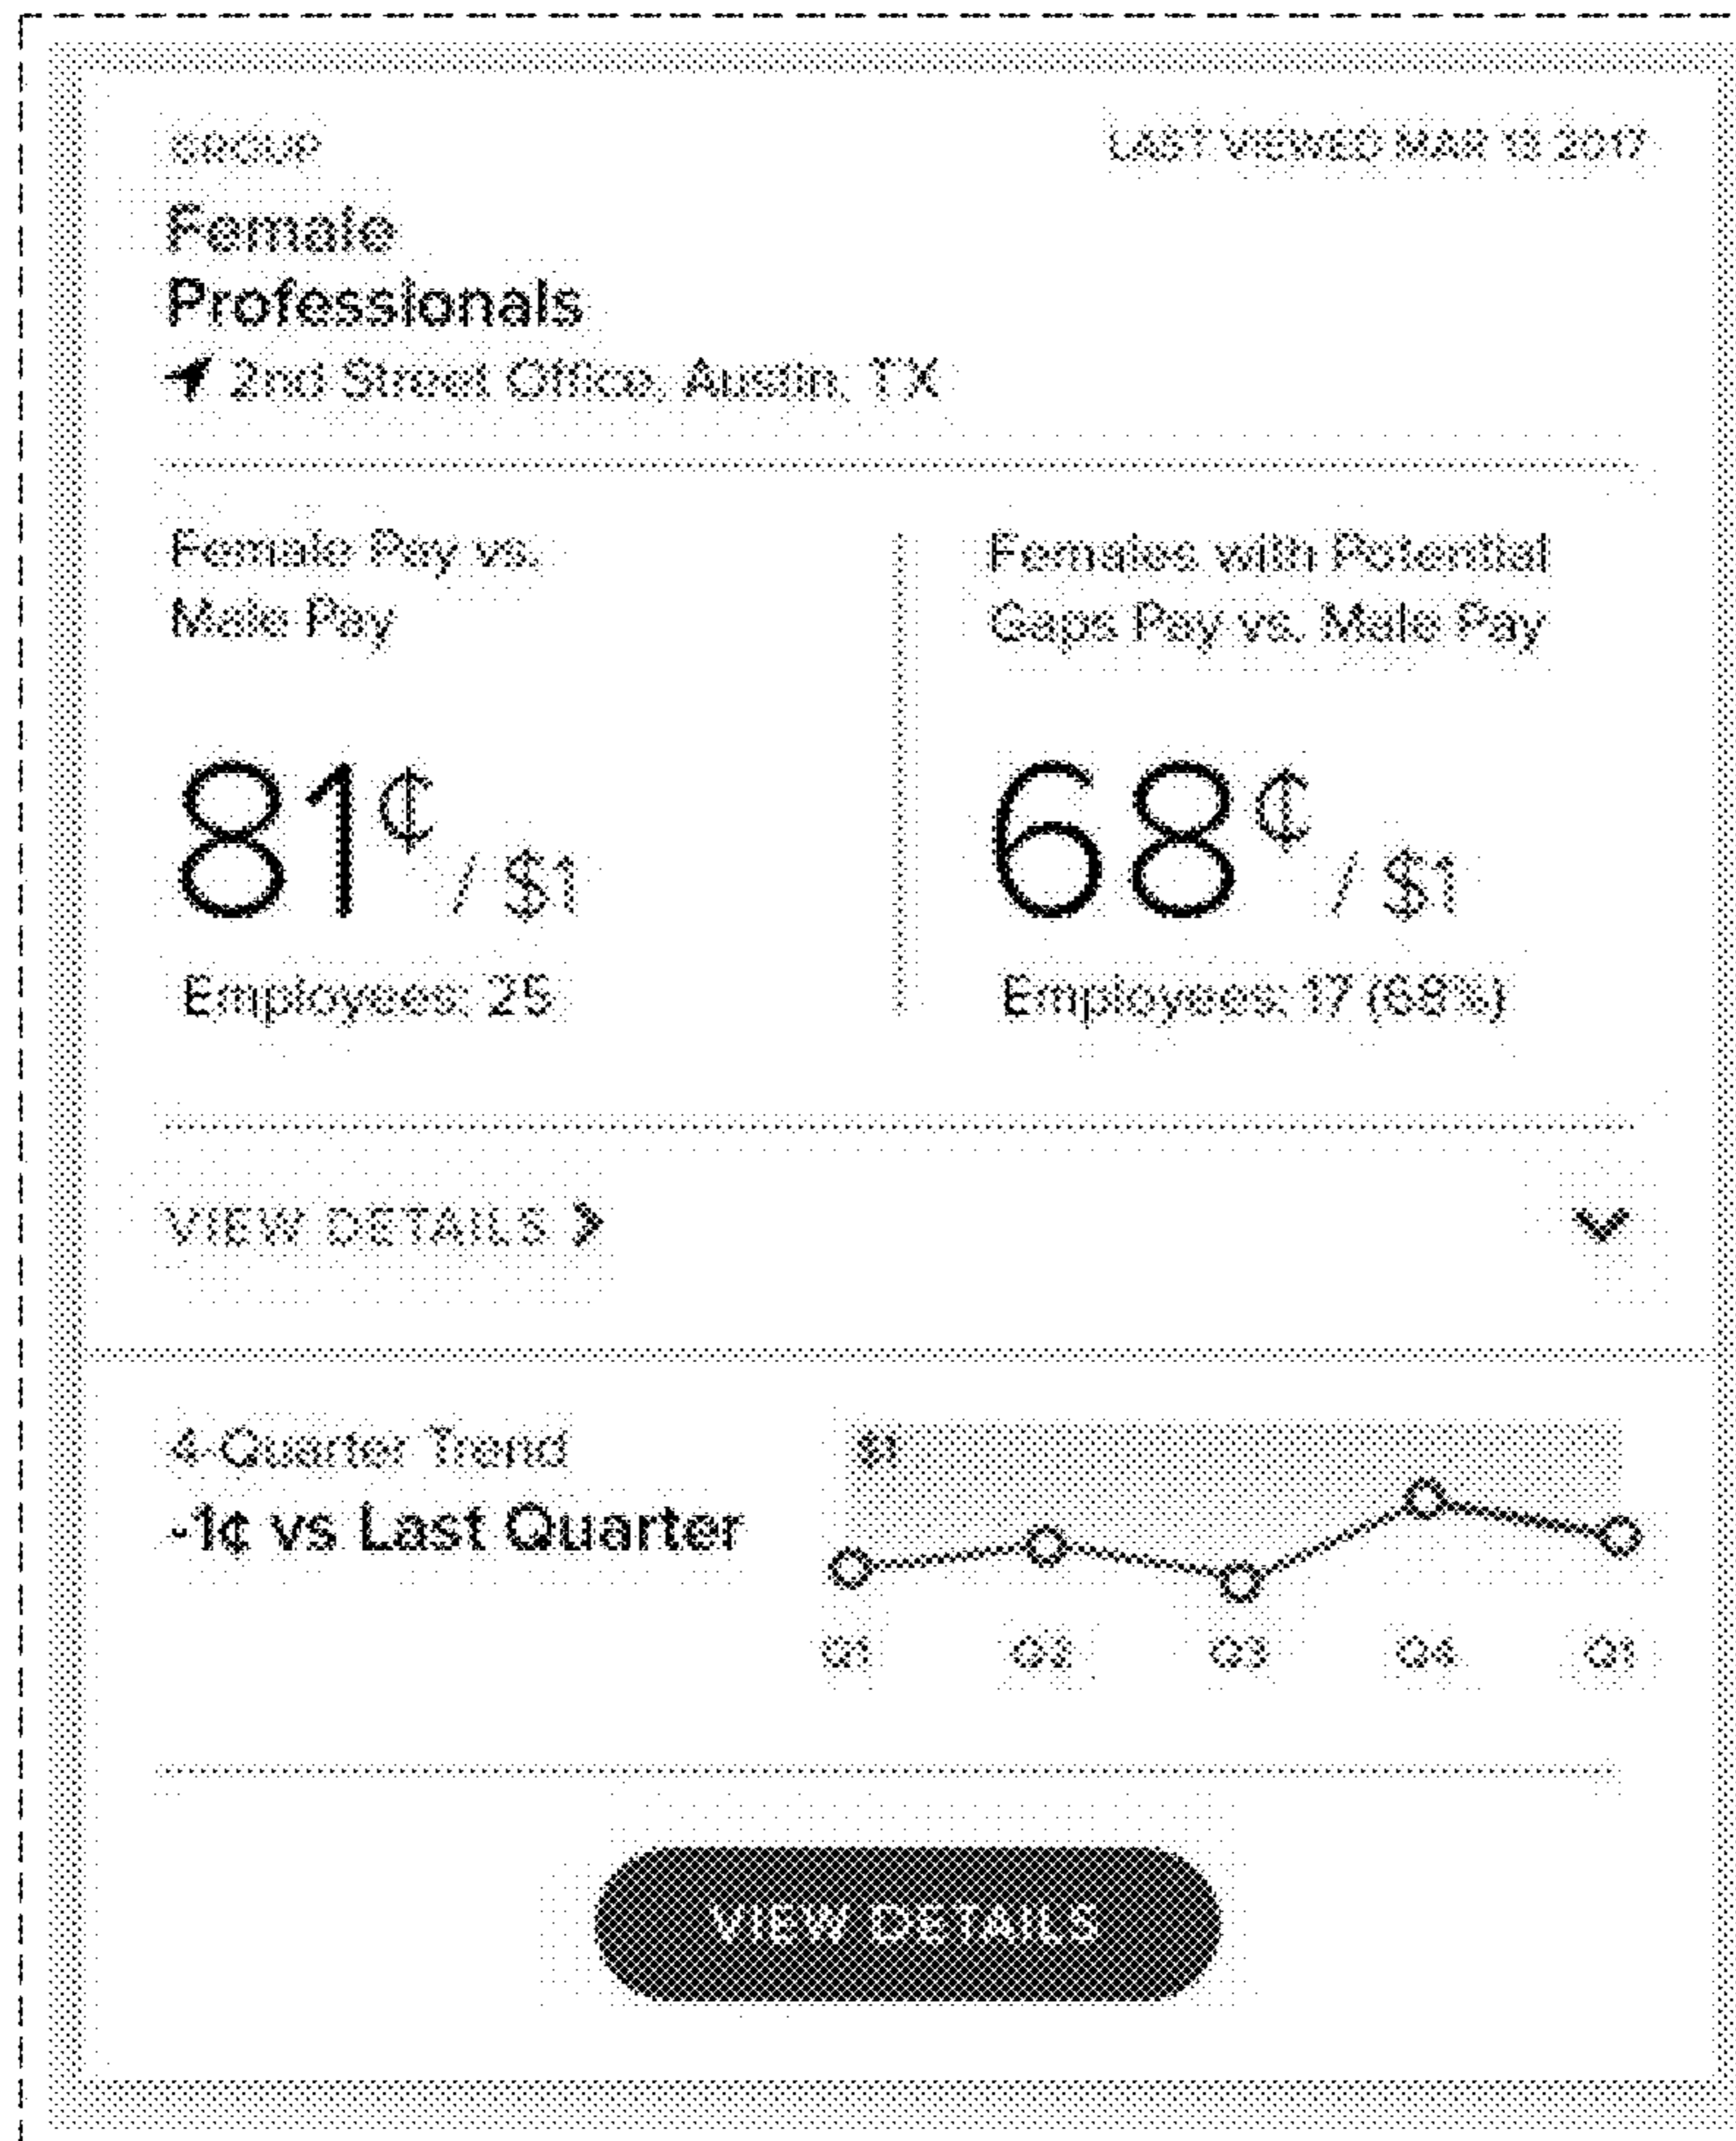 GROUP
LAST VIEWED MAR 13 2017
Female
Professionals
2nd Street Office, Austin, TX
Female Pay vs.
Male Pay
Females with Potential
Gaps Pay vs. Male Pay
81¢ / $1
68¢ / $1
Employees: 25
Employees: 17 (68%)
VIEW DETAILS >
4-Quarter Trend
-1¢ vs Last Quarter
$1
Q1 Q2 Q3 Q4 Q1
VIEW DETAILS